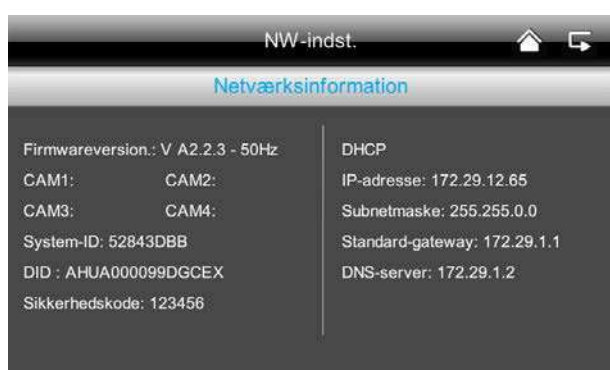 NW-indst.
Netværksinformation
Firmwareversion.: V A2.2.3 - 50Hz
CAM1: CAM2:
CAM3: CAM4:
System-ID: 52843DBB
DID : AHUA000099DGCEX
Sikkerhedskode: 123456
DHCP
IP-adresse: 172.29.12.65
Subnetmaske: 255.255.0.0
Standard-gateway: 172.29.1.1
DNS-server: 172.29.1.2